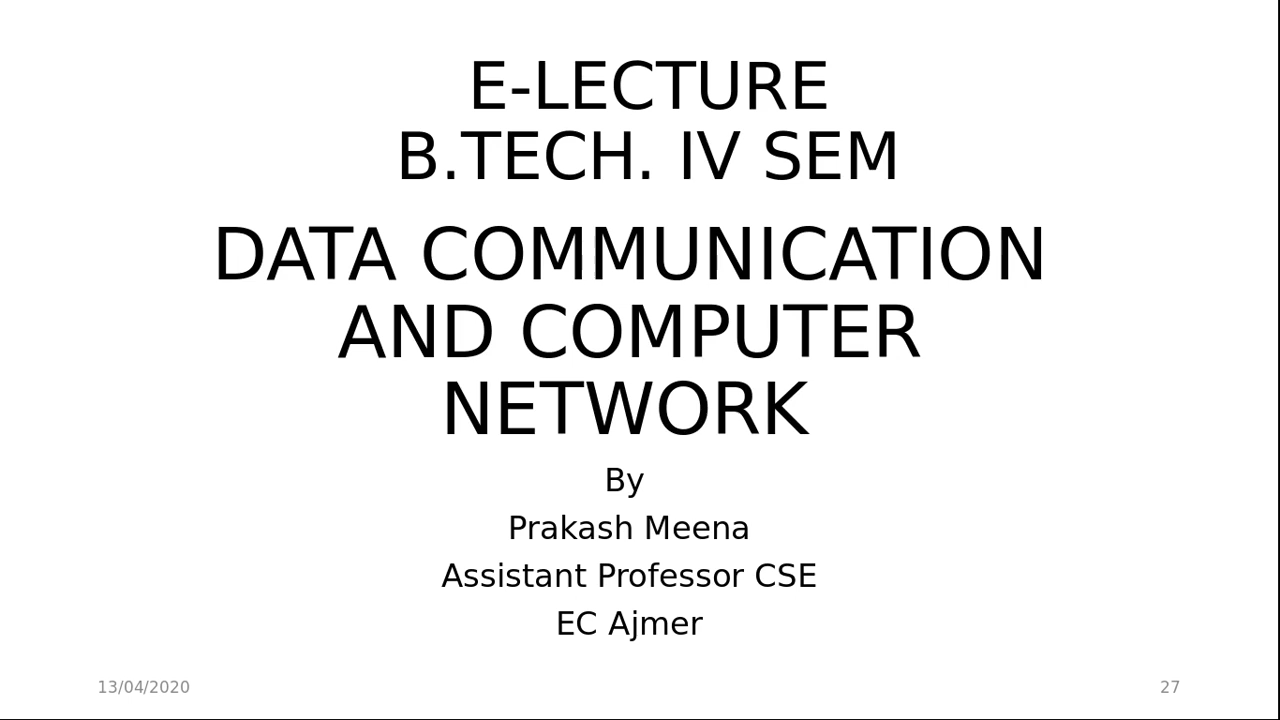 E-LECTURE
B.TECH. IV SEM
DATA COMMUNICATION
AND COMPUTER
NETWORK
By
Prakash Meena
Assistant Professor CSE
EC Ajmer
13/04/2020
27